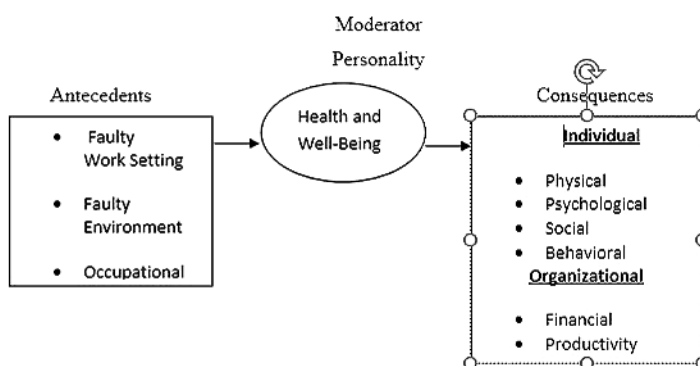 Moderator
Personality
Antecedents
Consequences
• Faulty
Work Setting
• Faulty
Environment
• Occupational
Health and
Well-Being
Individual
• Physical
• Psychological
• Social
• Behavioral
Organizational
• Financial
• Productivity